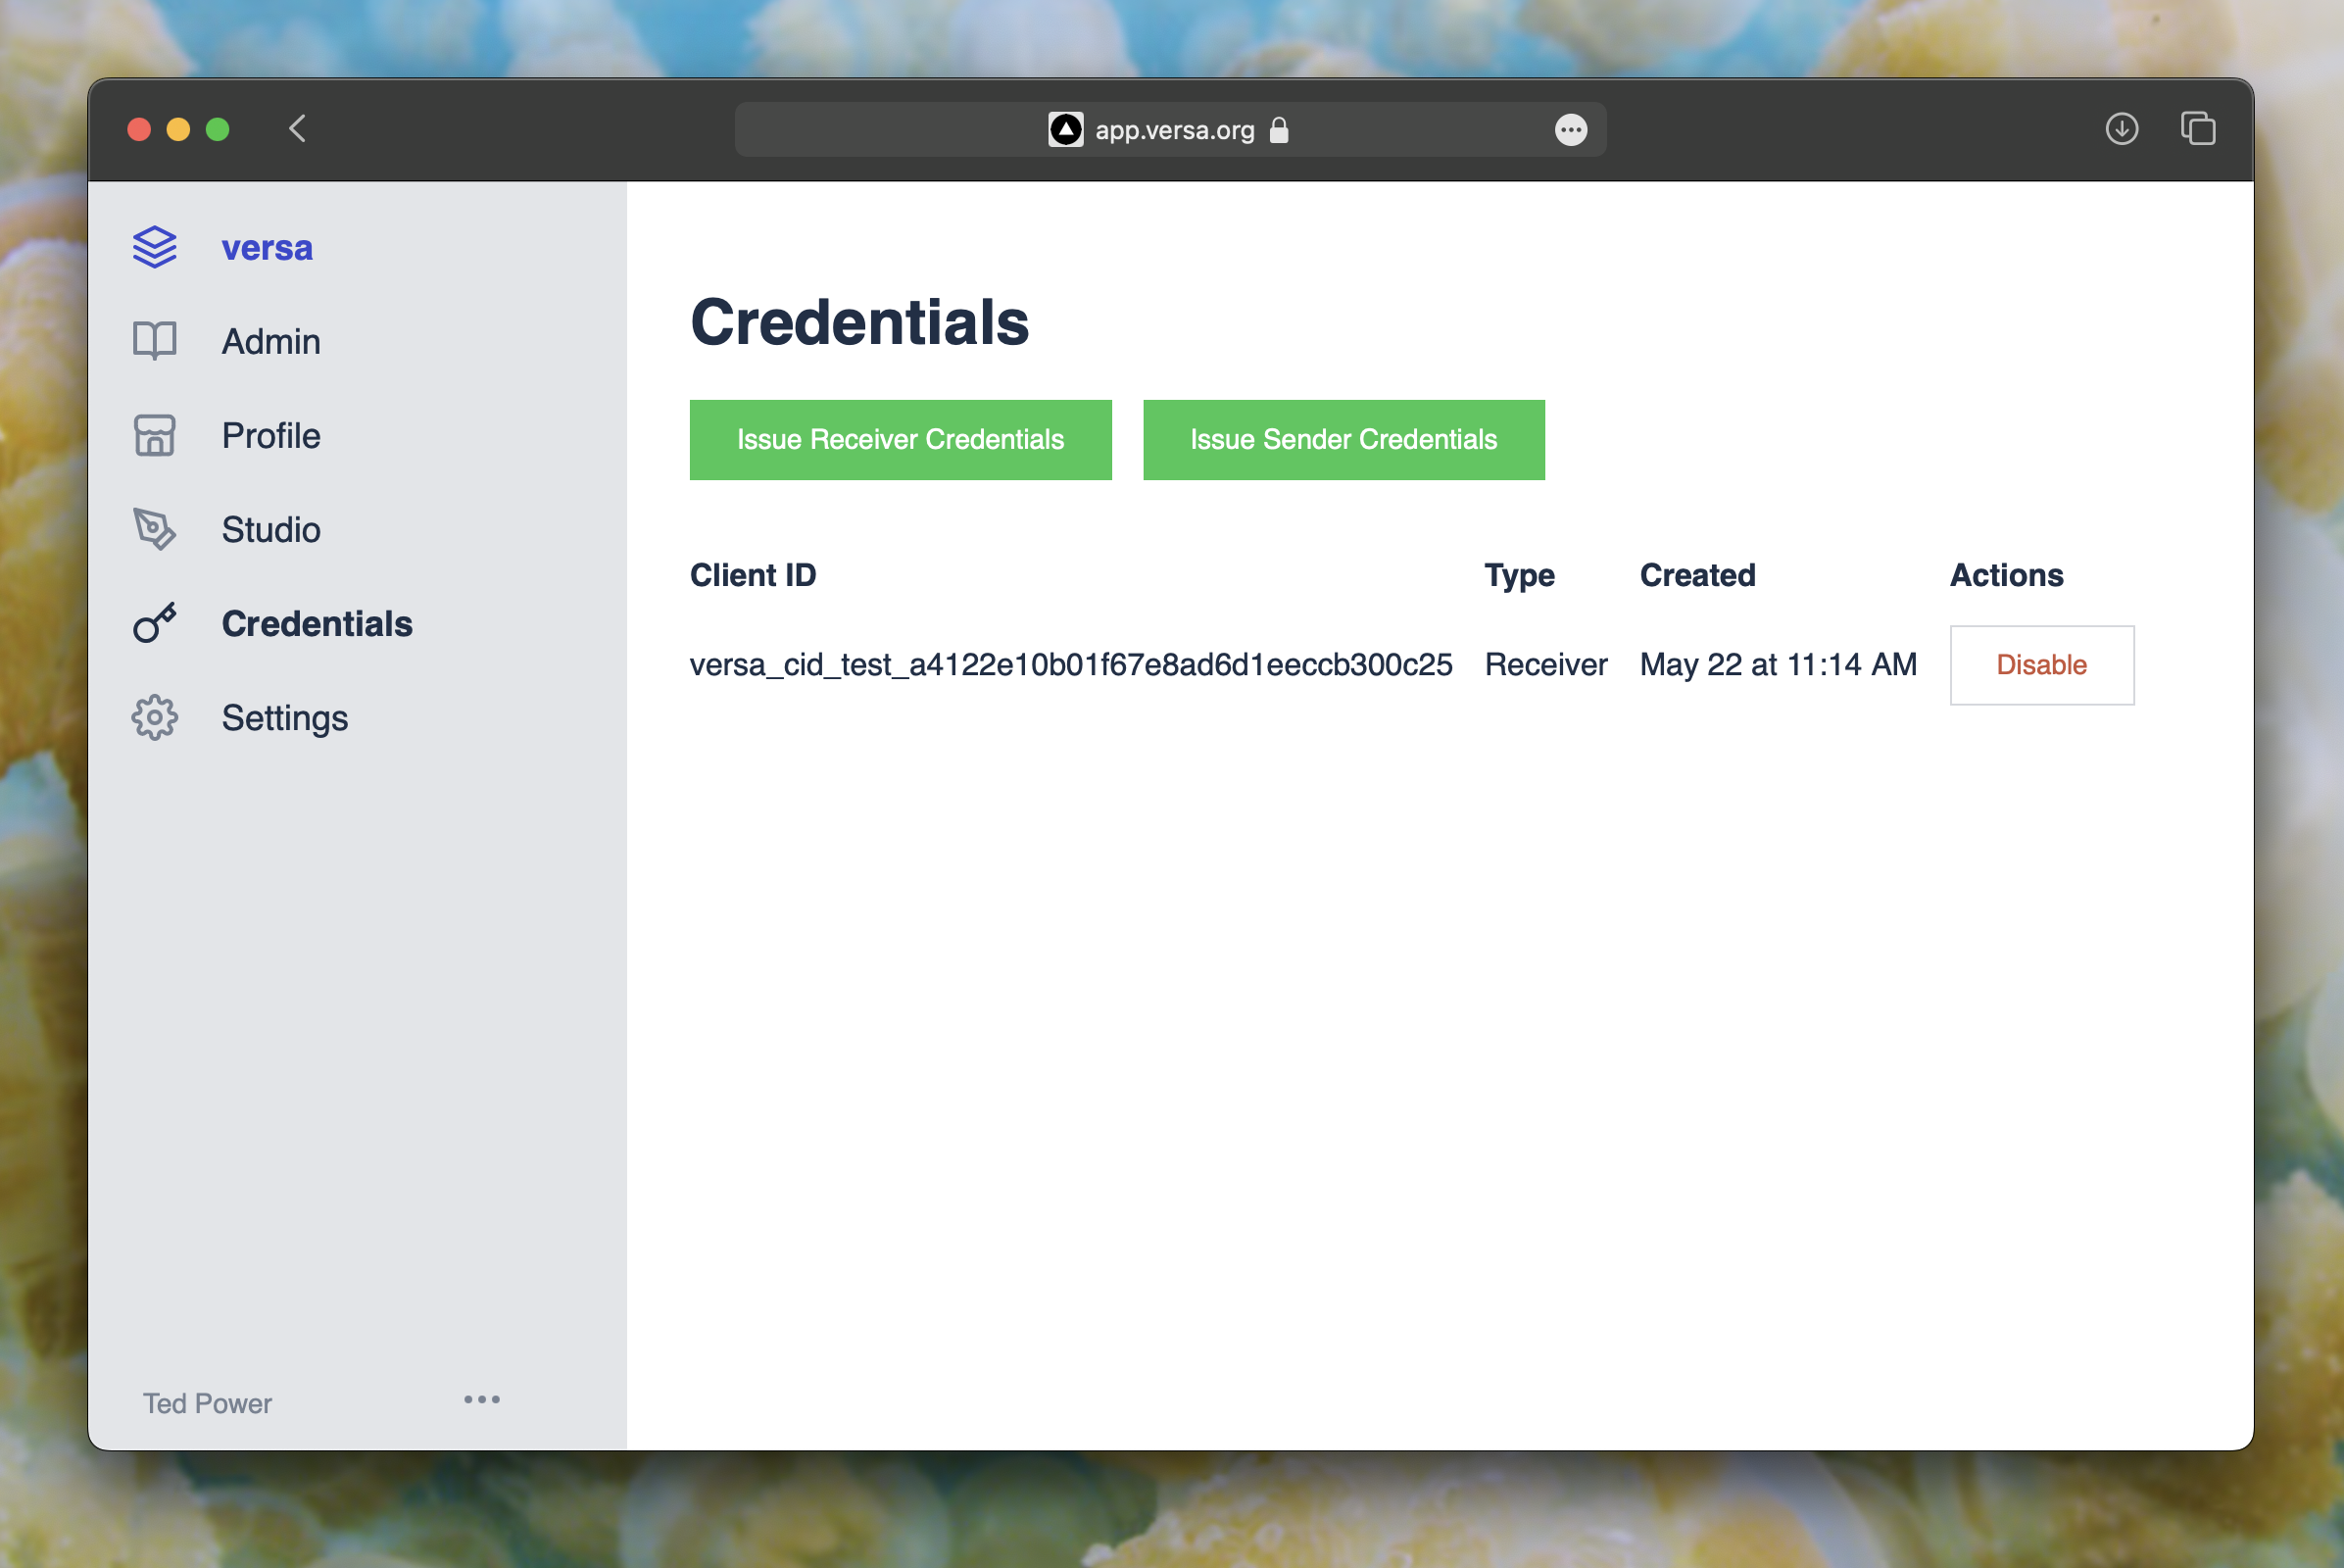 app.versa.org
versa
Admin
Profile
Studio
Credentials
Settings
Ted Power
Credentials
Issue Receiver Credentials
Issue Sender Credentials
Client ID Type Created Actions
versa_cid_test_a4122e10b01f67e8ad6d1eeccb300c25 Receiver May 22 at 11:14 AM Disable